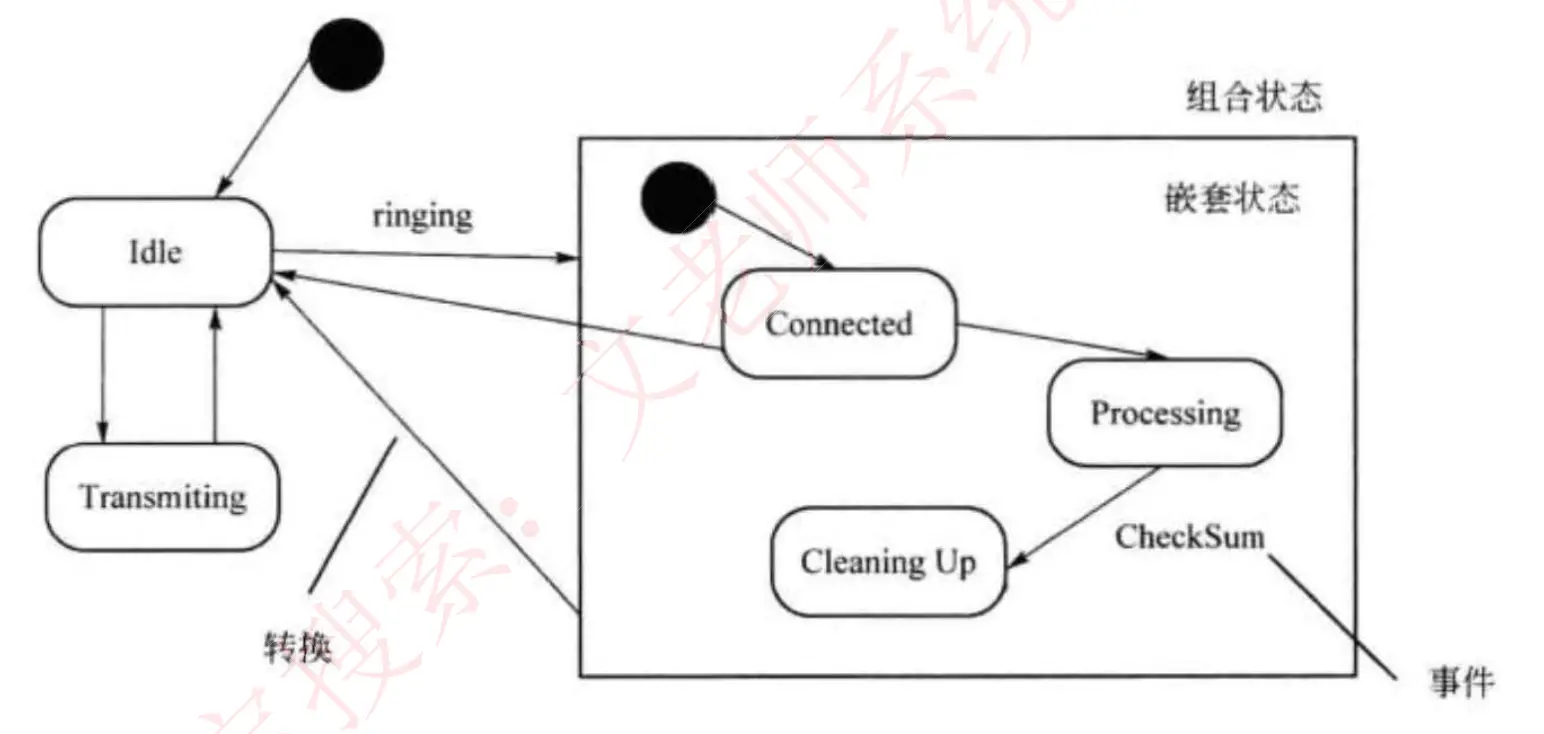 组合状态
嵌套状态
ringing
Idle
Connected
Processing
Transmiting
CheckSum
Cleaning Up
转换
事件
文老师系统
搜索：